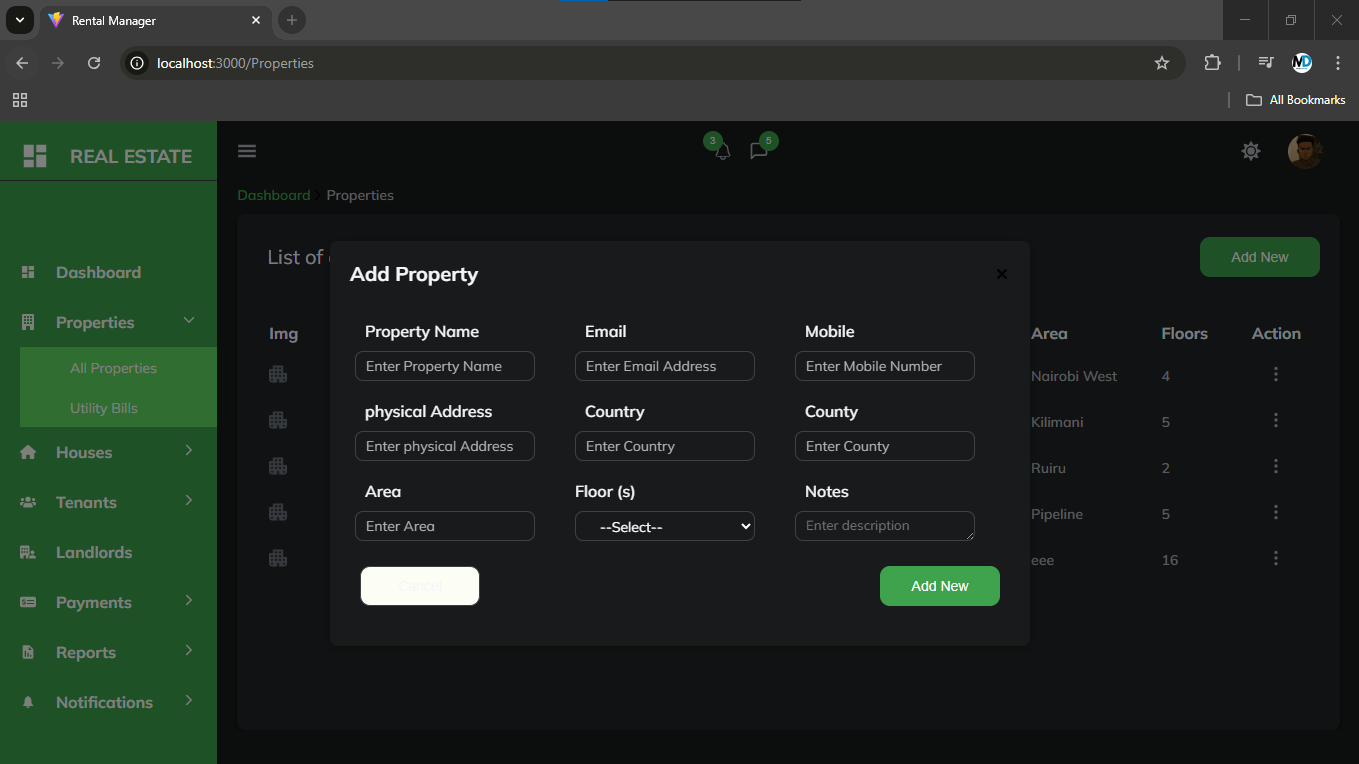 Rental Manager
localhost:3000/Properties
All Bookmarks
REAL ESTATE
3
5
Dashboard
Properties
All Properties
Utility Bills
Houses
Tenants
Landlords
Payments
Reports
Notifications
Dashboard Properties
List of
Add New
Img Area Floors Action
Nairobi West 4
Kilimani 5
Ruiru 2
Pipeline 5
eee 16
Add Property
Property Name Email Mobile
Enter Property Name Enter Email Address Enter Mobile Number
physical Address Country County
Enter physical Address Enter Country Enter County
Area Floor (s) Notes
Enter Area --Select-- Enter description
Cancel Add New